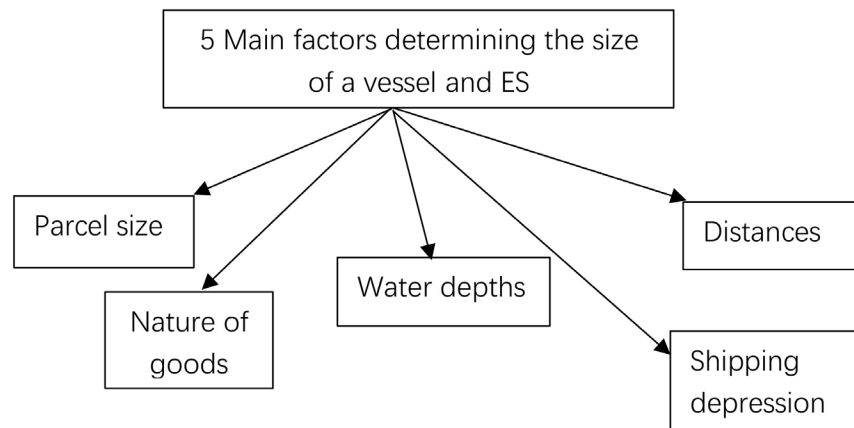 5 Main factors determining the size
of a vessel and ES
Parcel size
Nature of
goods
Water depths
Distances
Shipping
depression